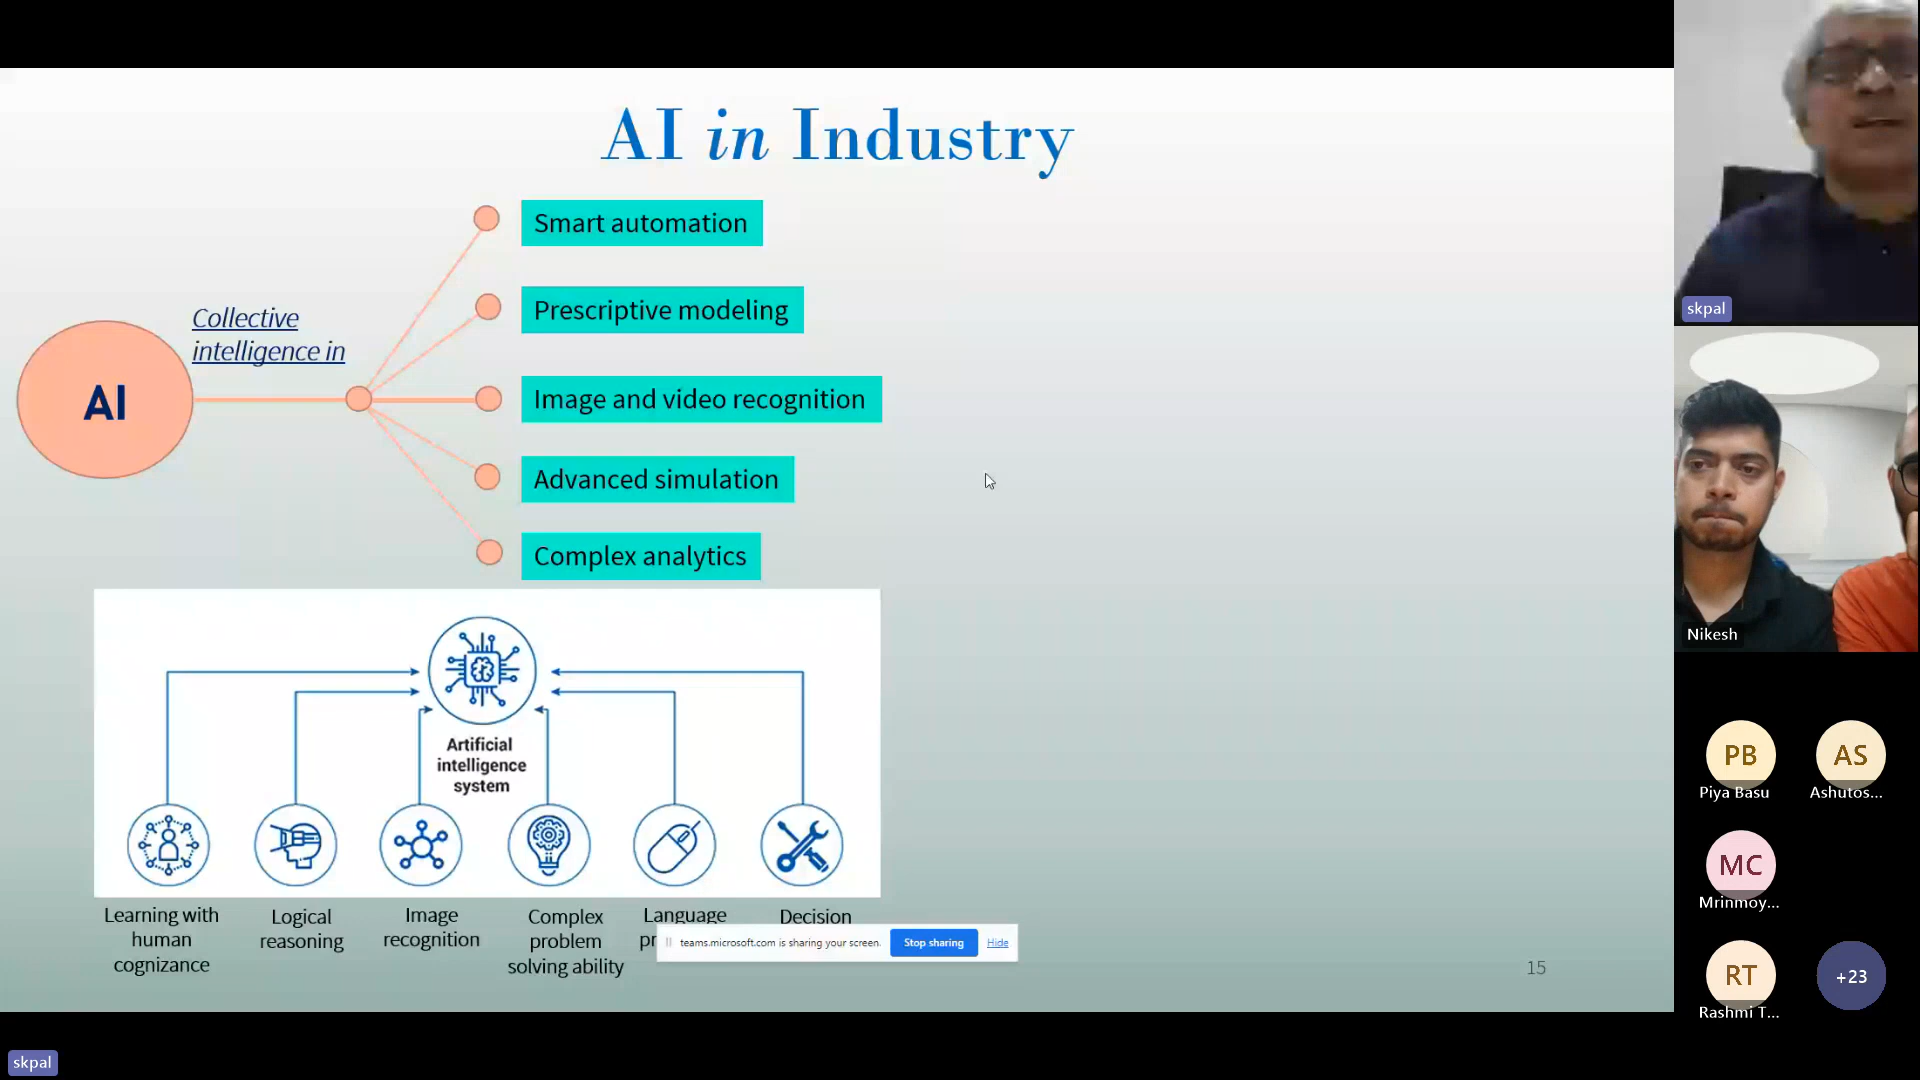 AI in Industry
Smart automation
Prescriptive modeling
Collective
intelligence in
AI
Image and video recognition
Advanced simulation
Complex analytics
Artificial
intelligence
system
Learning with
human
cognizance
Logical
reasoning
Image
recognition
Complex
problem
solving ability
Language
Decision
teams.microsoft.com is sharing your screen.
Stop sharing
Hide
15
skpal
skpal
Nikesh
PB
Piya Basu
AS
Ashutos...
MC
Mrinmoy...
RT
Rashmi T...
+23